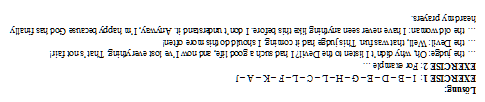 Lösung:
EXERCISE 1: I – B – D – E – G – H – L – C – L – F – K – A – J
EXERCISE 2: For example ...
... the judge: Oh, why didn't I listen to the Devil? I had such a good life, and now I've lost everything. That's not fair!
... the Devil: Well, that was fun. This judge had it coming. I should do this more often!
... the old woman: I have never seen anything like this before. I don't understand it. Anyway, I'm happy because God has finally
heard my prayers.